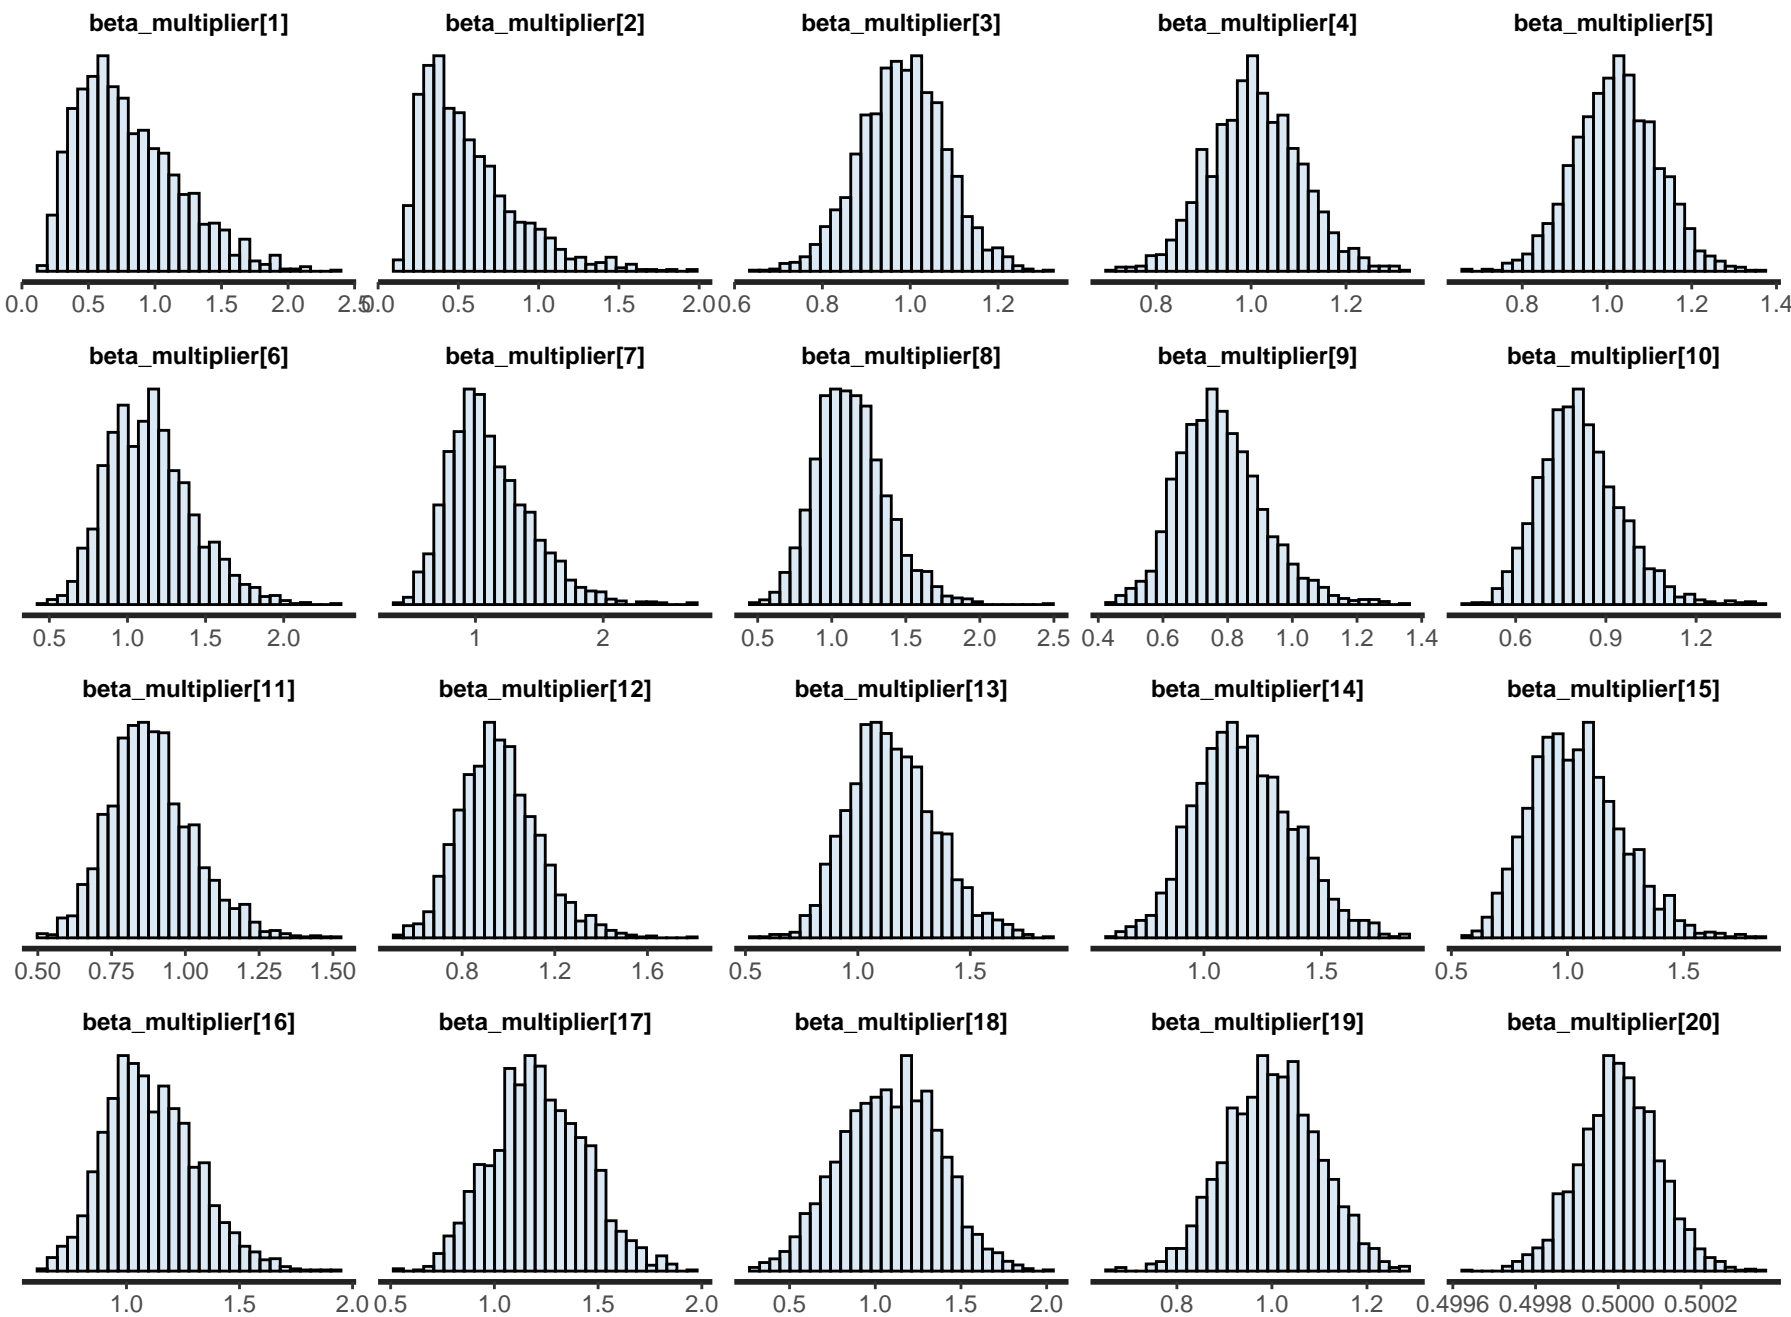 beta_multiplier[1] beta_multiplier[2] beta_multiplier[3] beta_multiplier[4] beta_multiplier[5]
0.0 0.5 1.0 1.5 2.0 2.5 0.0 0.5 1.0 1.5 2.0 0.6 0.8 1.0 1.2 0.8 1.0 1.2 0.8 1.0 1.2 1.4
beta_multiplier[6] beta_multiplier[7] beta_multiplier[8] beta_multiplier[9] beta_multiplier[10]
0.5 1.0 1.5 2.0 1 2 0.5 1.0 1.5 2.0 2.5 0.4 0.6 0.8 1.0 1.2 1.4 0.6 0.9 1.2
beta_multiplier[11] beta_multiplier[12] beta_multiplier[13] beta_multiplier[14] beta_multiplier[15]
0.50 0.75 1.00 1.25 1.50 0.8 1.2 1.6 0.5 1.0 1.5 1.0 1.5 0.5 1.0 1.5
beta_multiplier[16] beta_multiplier[17] beta_multiplier[18] beta_multiplier[19] beta_multiplier[20]
1.0 1.5 2.0 0.5 1.0 1.5 2.0 0.5 1.0 1.5 2.0 0.8 1.0 1.2 0.4996 0.4998 0.5000 0.5002